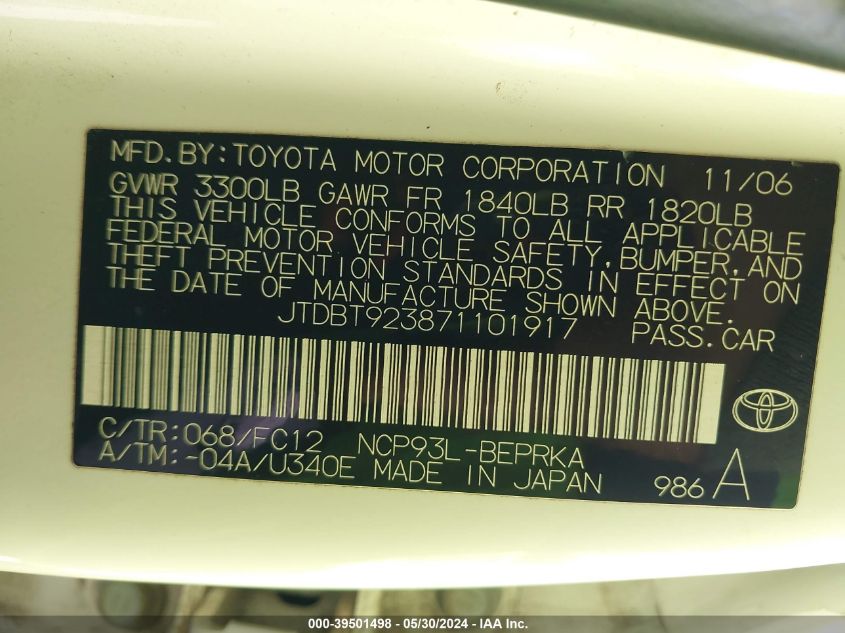 MFD.BY:TOYOTA MOTOR CORPORATION 11/06
GVWR 3300LB GAWR FR 1840LB RR 1820LB
THIS VEHICLE CONFORMS TO ALL APPLICABLE
FEDERAL MOTOR VEHICLE SAFETY,BUMPER,AND
THEFT PREVENTION STANDARDS IN EFFECT ON
THE DATE OF MANUFACTURE SHOWN ABOVE.
JTDBT923871101917 PASS.CAR
C/TR:068/FC12 NCP93L-BEPRKA
A/TM:-04A/U340E MADE IN JAPAN 986 A
000-39501498 - 05/30/2024 - IAA Inc.